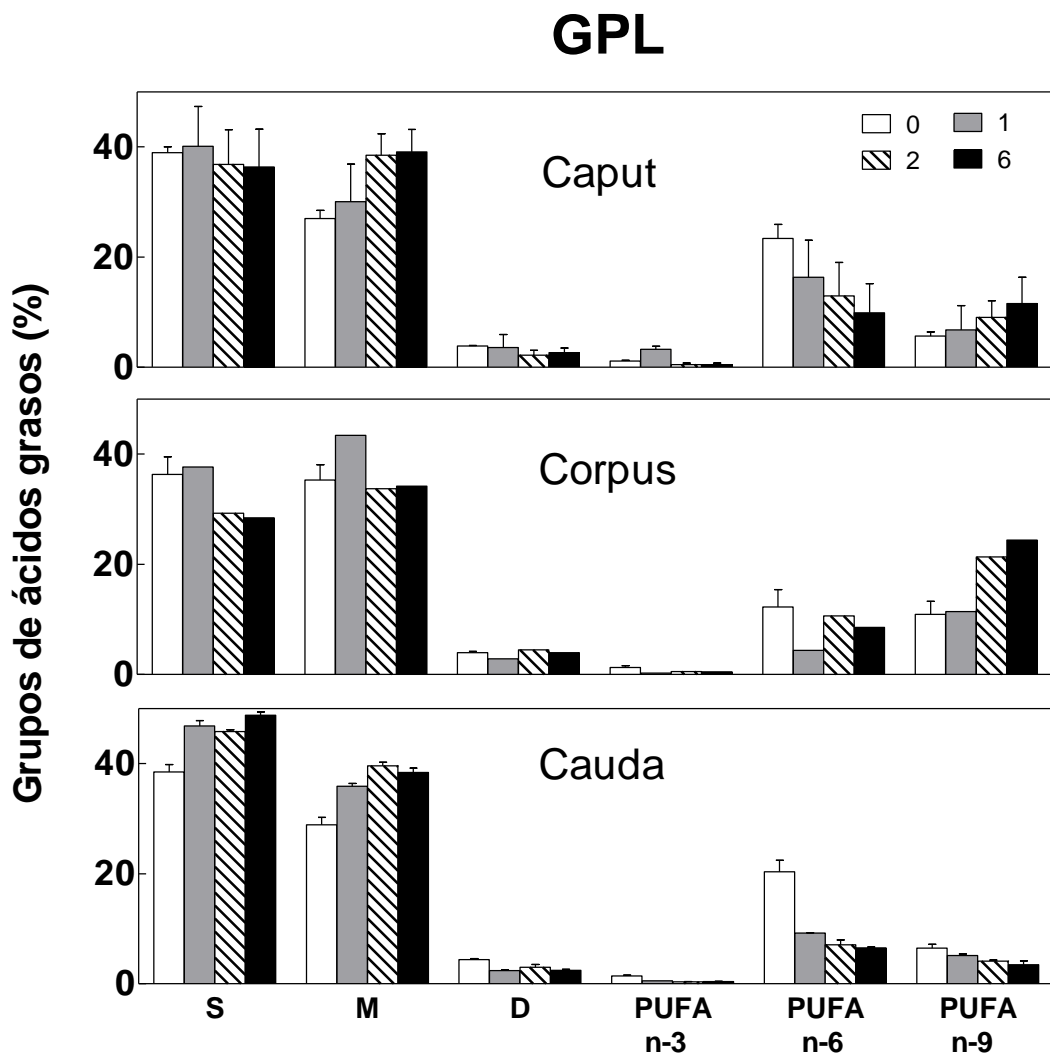 GPL
Grupos de ácidos grasos (%)
40
20
0
Caput
0 1
2 6
40
20
0
Corpus
40
20
0
Cauda
S M D PUFA PUFA PUFA
n-3 n-6 n-9